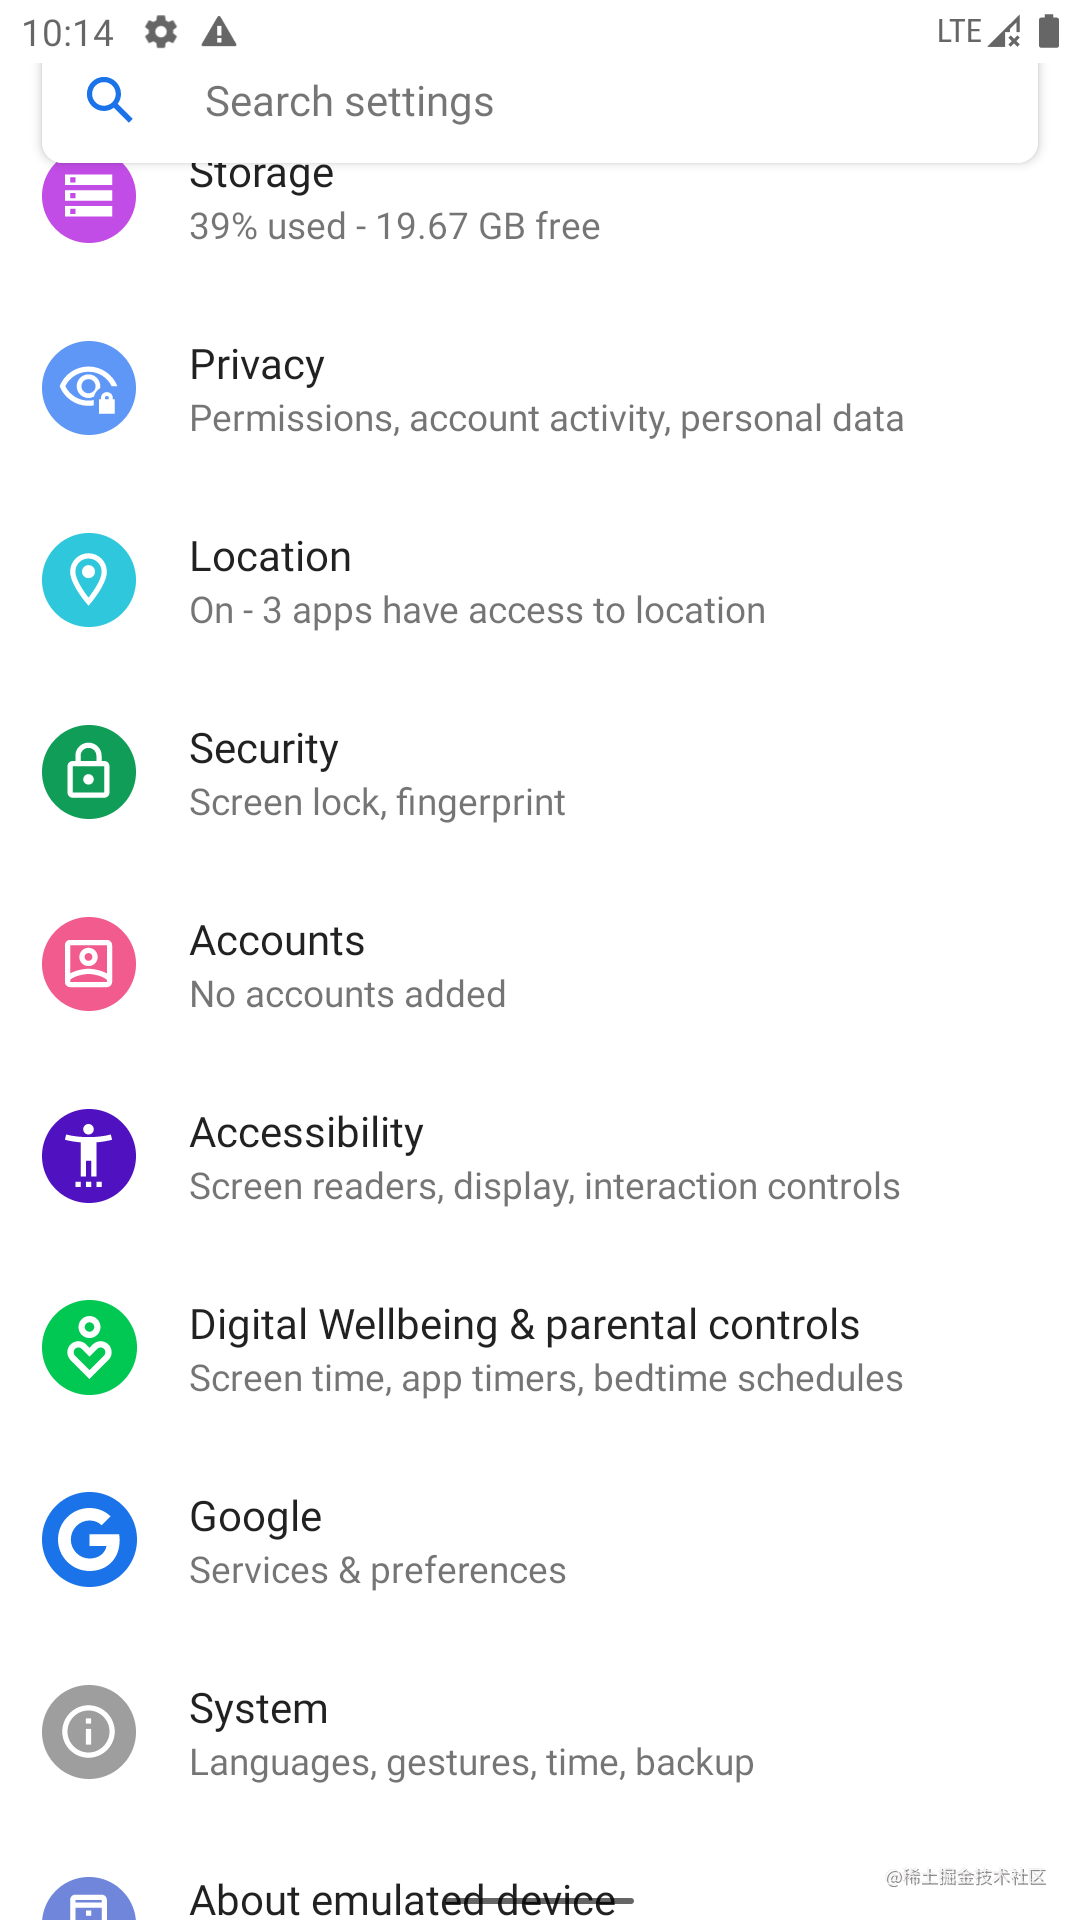 10:14
LTE
Search settings
Storage
39% used - 19.67 GB free
Privacy
Permissions, account activity, personal data
Location
On - 3 apps have access to location
Security
Screen lock, fingerprint
Accounts
No accounts added
Accessibility
Screen readers, display, interaction controls
Digital Wellbeing & parental controls
Screen time, app timers, bedtime schedules
Google
Services & preferences
System
Languages, gestures, time, backup
@稀土掘金技术社区
About emulated device